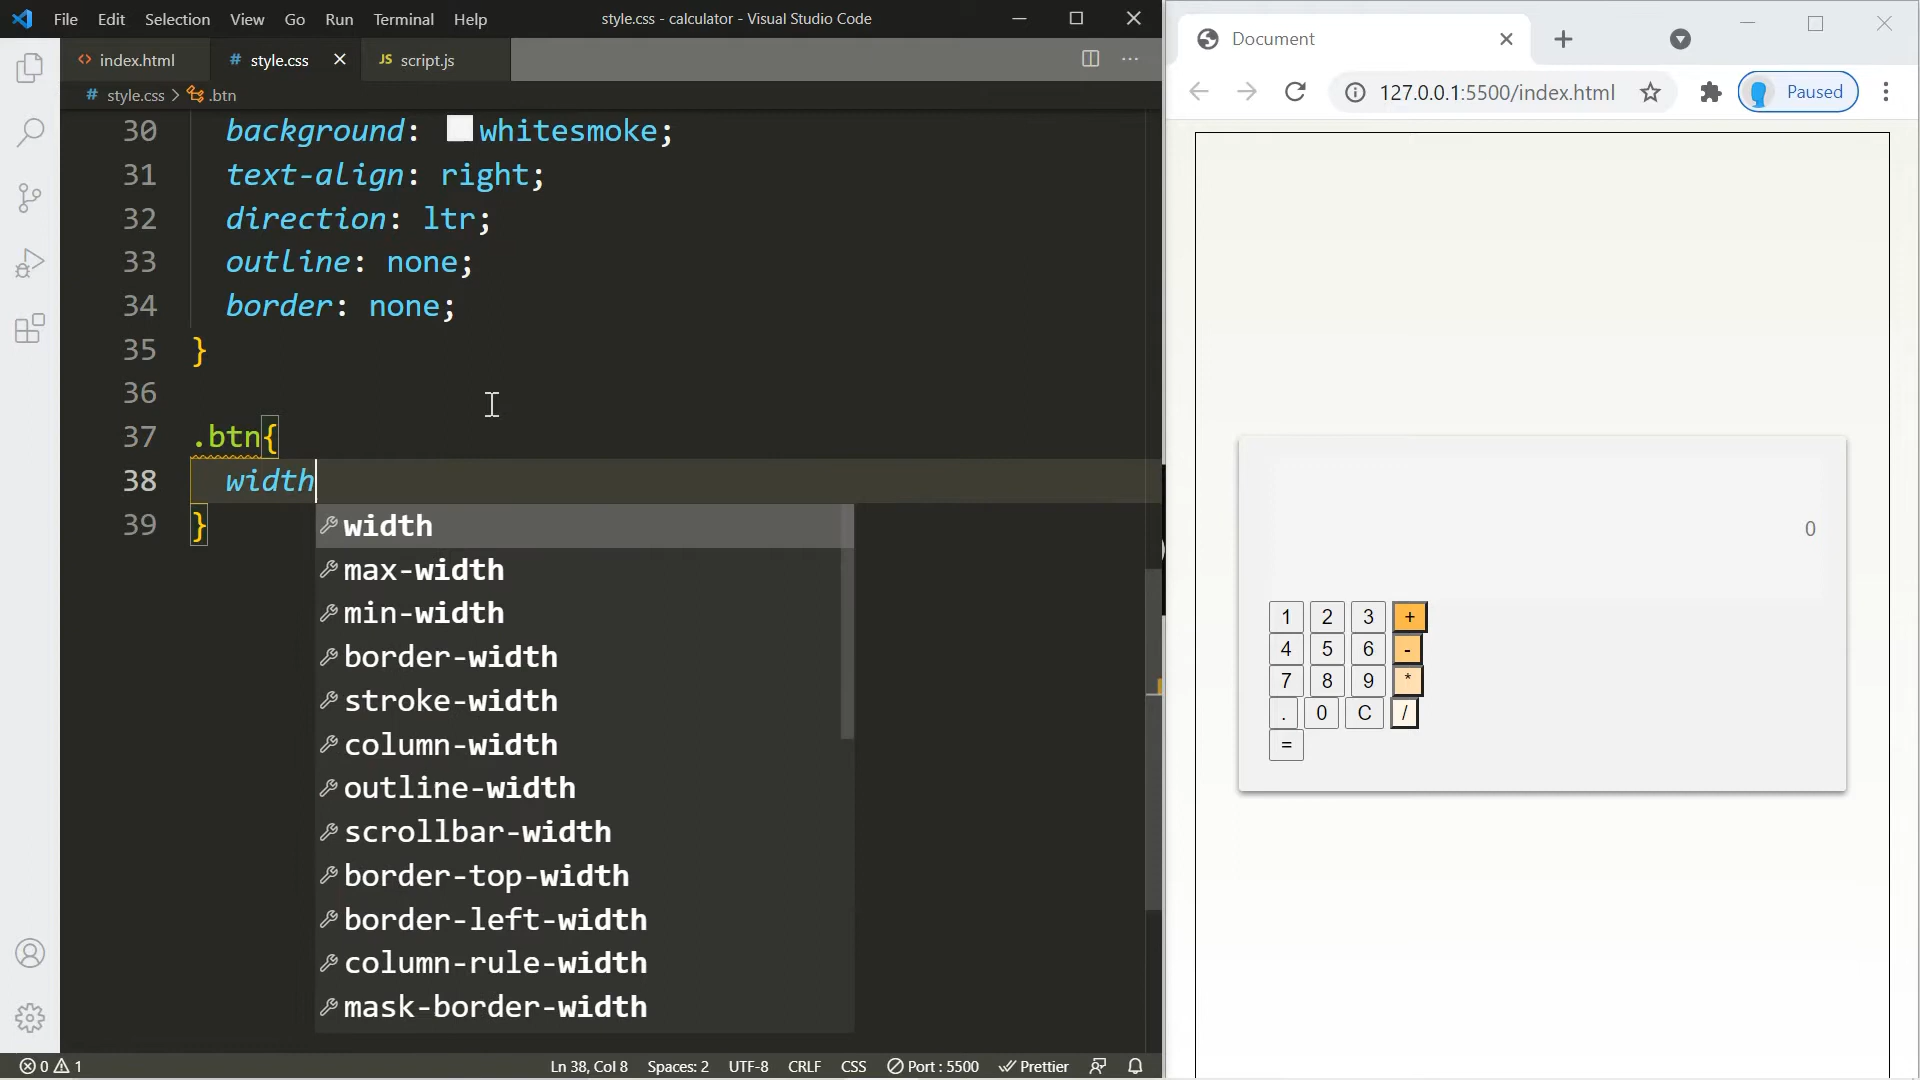 File Edit Selection View Go Run Terminal Help
style.css - calculator - Visual Studio Code
<> index.html
# style.css
JS script.js
# style.css > .btn
30 background: whitesmoke;
31 text-align: right;
32 direction: ltr;
33 outline: none;
34 border: none;
35 }
36
37 .btn{
38 width
39 }
width
max-width
min-width
border-width
stroke-width
column-width
outline-width
scrollbar-width
border-top-width
border-left-width
column-rule-width
mask-border-width
0 1
Ln 38, Col 8 Spaces: 2 UTF-8 CRLF CSS Port : 5500 Prettier
Document
127.0.0.1:5500/index.html
Paused
0
1 2 3 +
4 5 6 -
7 8 9 *
. 0 C /
=